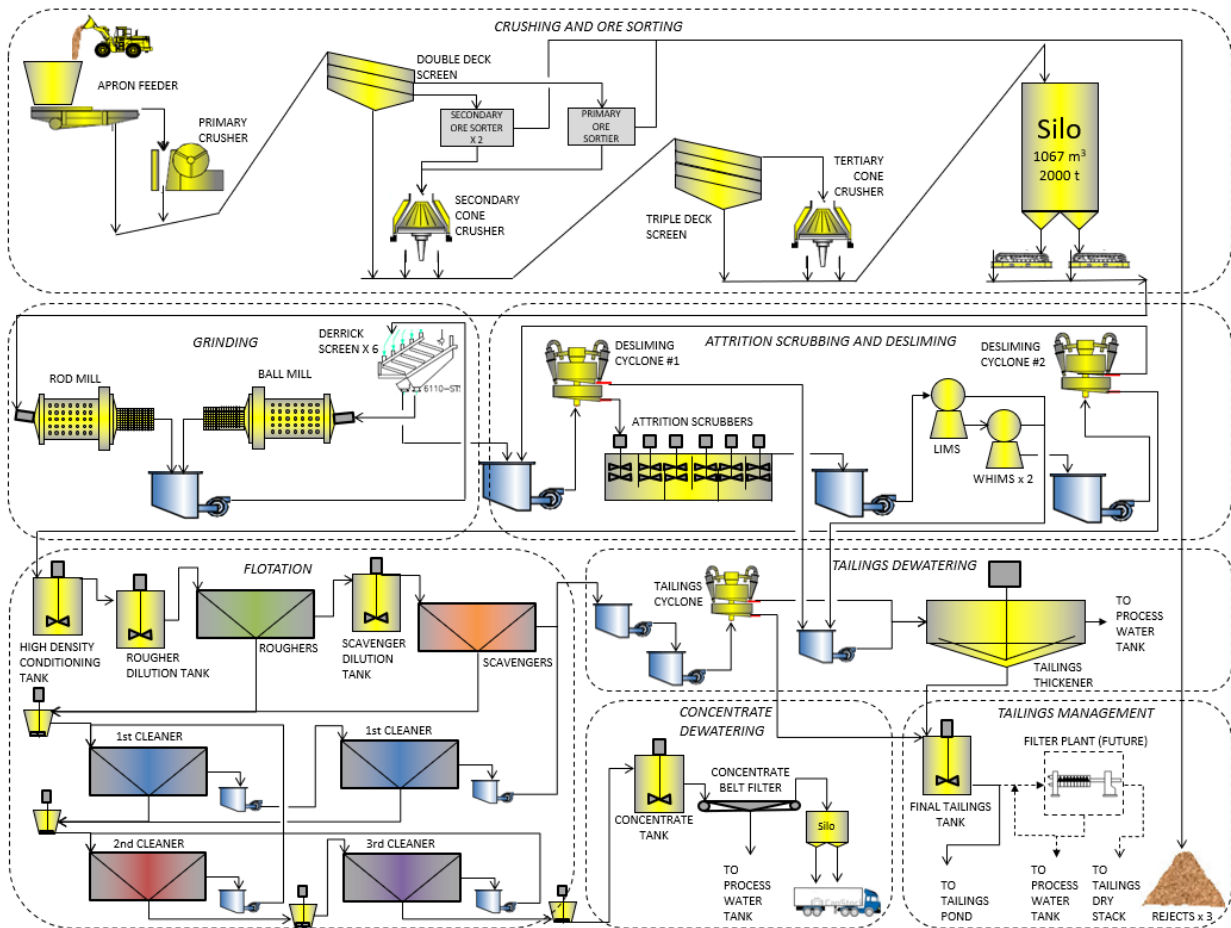 CRUSHING AND ORE SORTING
APRON FEEDER
PRIMARY
CRUSHER
DOUBLE DECK
SCREEN
SECONDARY
ORE SORTER
X 2
PRIMARY
ORE
SORTIER
SECONDARY
CONE
CRUSHER
TRIPLE DECK
SCREEN
TERTIARY
CONE
CRUSHER
Silo
1067 m³
2000 t
GRINDING
ROD MILL
BALL MILL
DERRICK
SCREEN X 6
6110-ST
ATTRITION SCRUBBING AND DESLIMING
DESLIMING
CYCLONE #1
ATTRITION SCRUBBERS
LIMS
WHIMS x 2
DESLIMING
CYCLONE #2
FLOTATION
HIGH DENSITY
CONDITIONING
TANK
ROUGHER
DILUTION TANK
ROUGHERS
SCAVENGER
DILUTION
TANK
SCAVENGERS
1st CLEANER
1st CLEANER
2nd CLEANER
3rd CLEANER
TAILINGS DEWATERING
TAILINGS
CYCLONE
TAILINGS
THICKENER
TO
PROCESS
WATER
TANK
CONCENTRATE
DEWATERING
CONCENTRATE
TANK
CONCENTRATE
BELT FILTER
Silo
TO
PROCESS
WATER
TANK
TAILINGS MANAGEMENT
FILTER PLANT (FUTURE)
FINAL TAILINGS
TANK
TO
TAILINGS
POND
TO
PROCESS
WATER
TANK
TO
TAILINGS
DRY
STACK
REJECTS x 3